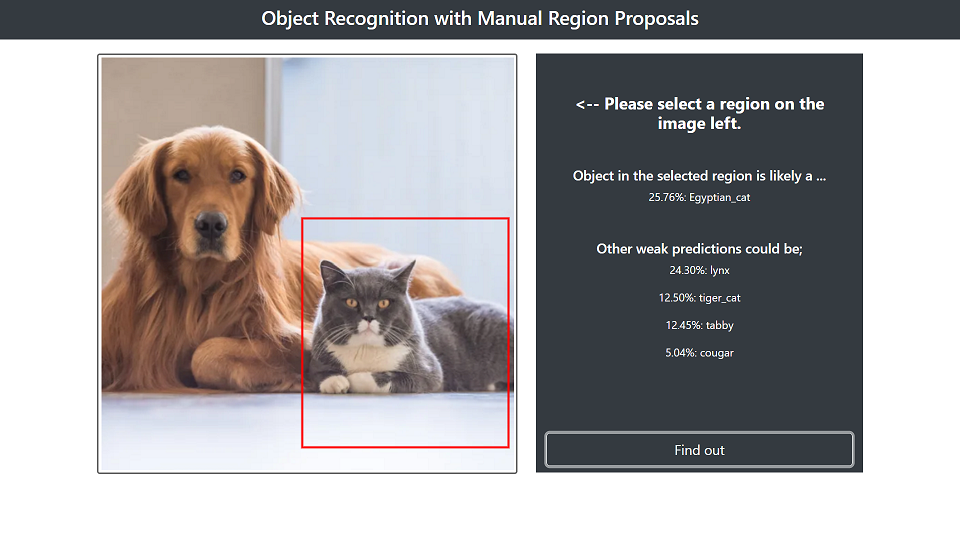 Object Recognition with Manual Region Proposals
<-- Please select a region on the
image left.
Object in the selected region is likely a ...
25.76%: Egyptian_cat
Other weak predictions could be;
24.30%: lynx
12.50%: tiger_cat
12.45%: tabby
5.04%: cougar
Find out